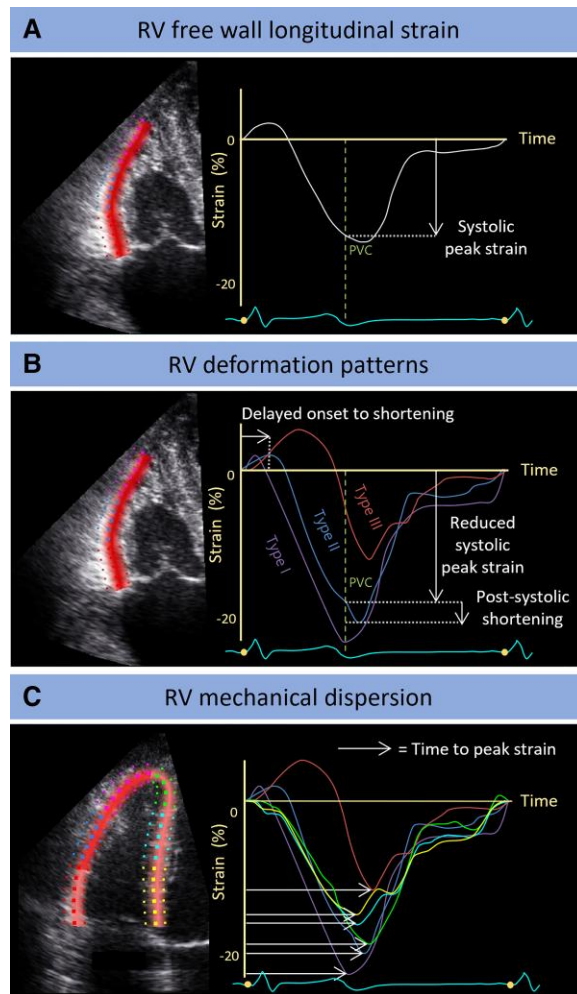 A
RV free wall longitudinal strain
0
Time
Strain (%)
Systolic
peak strain
PVC
-20
B
RV deformation patterns
Delayed onset to shortening
0
Time
Strain (%)
Type I
Type II
Type III
PVC
Reduced
systolic
peak strain
Post-systolic
shortening
-20
C
RV mechanical dispersion
= Time to peak strain
0
Time
Strain (%)
-20